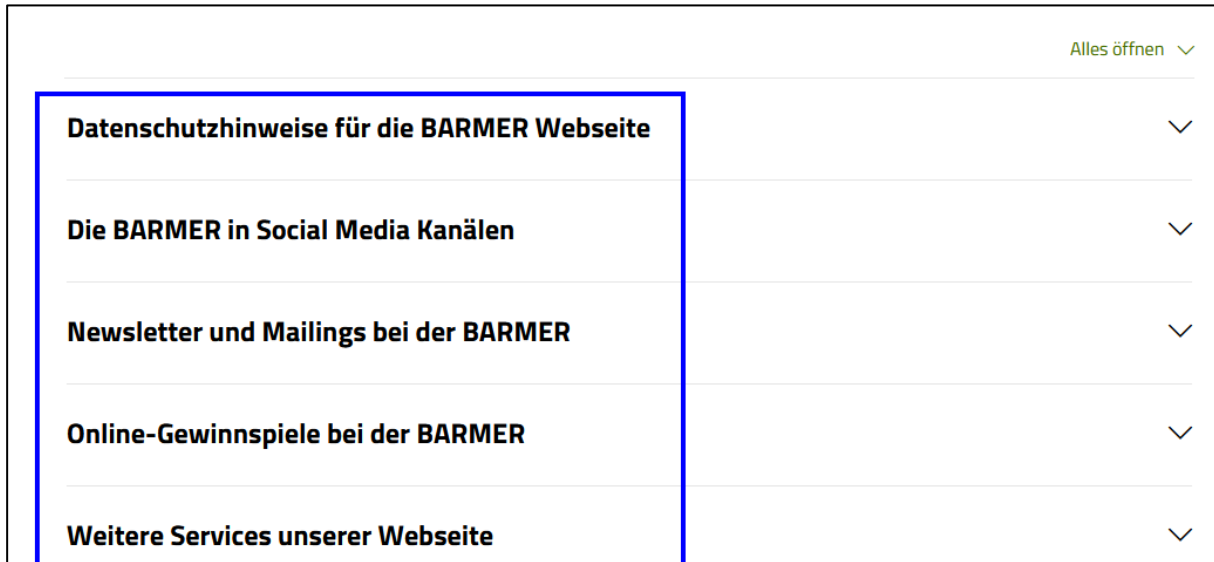 Alles öffnen
Datenschutzhinweise für die BARMER Webseite
Die BARMER in Social Media Kanälen
Newsletter und Mailings bei der BARMER
Online-Gewinnspiele bei der BARMER
Weitere Services unserer Webseite